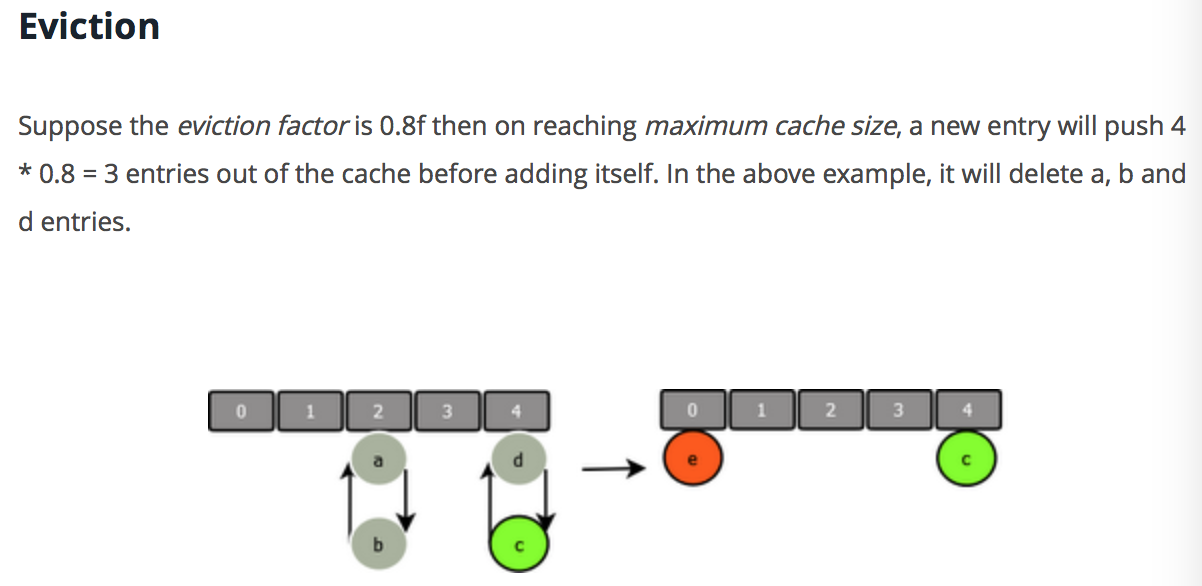 Eviction
Suppose the eviction factor is 0.8f then on reaching maximum cache size, a new entry will push 4
* 0.8 = 3 entries out of the cache before adding itself. In the above example, it will delete a, b and
d entries.
0 1 2 3 4
a d
b c
0 1 2 3 4
e c